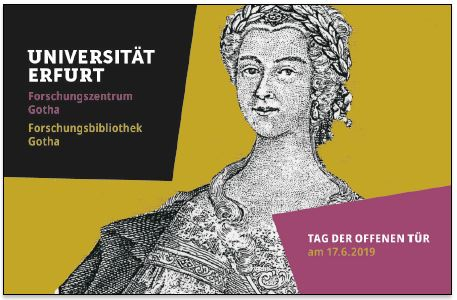 UNIVERSITÄT
ERFURT
Forschungszentrum
Gotha
Forschungsbibliothek
Gotha
TAG DER OFFENEN TÜR
am 17.6.2019